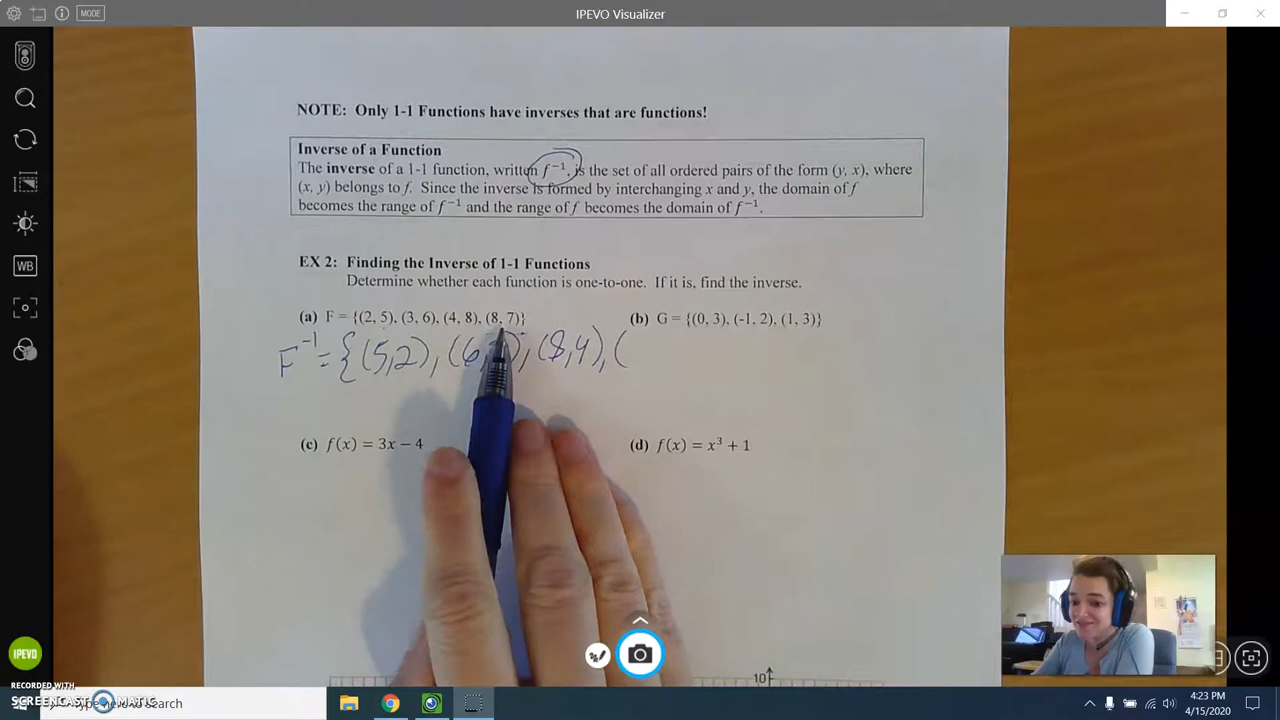 IPEVO Visualizer
MODE
NOTE: Only 1-1 Functions have inverses that are functions!
Inverse of a Function
The inverse of a 1-1 function, written f⁻¹, is the set of all ordered pairs of the form (y, x), where
(x, y) belongs to f. Since the inverse is formed by interchanging x and y, the domain of f
becomes the range of f⁻¹ and the range of f becomes the domain of f⁻¹.
EX 2: Finding the Inverse of 1-1 Functions
Determine whether each function is one-to-one. If it is, find the inverse.
(a) F = {(2, 5), (3, 6), (4, 8), (8, 7)}
(b) G = {(0, 3), (-1, 2), (1, 3)}
F⁻¹ = {(5,2), (6, ), (8,4), (
(c) f(x) = 3x − 4
(d) f(x) = x³ + 1
10
WB
IPEVO
RECORDED WITH
SCREENCAST MATIC
to search
4:23 PM
4/15/2020